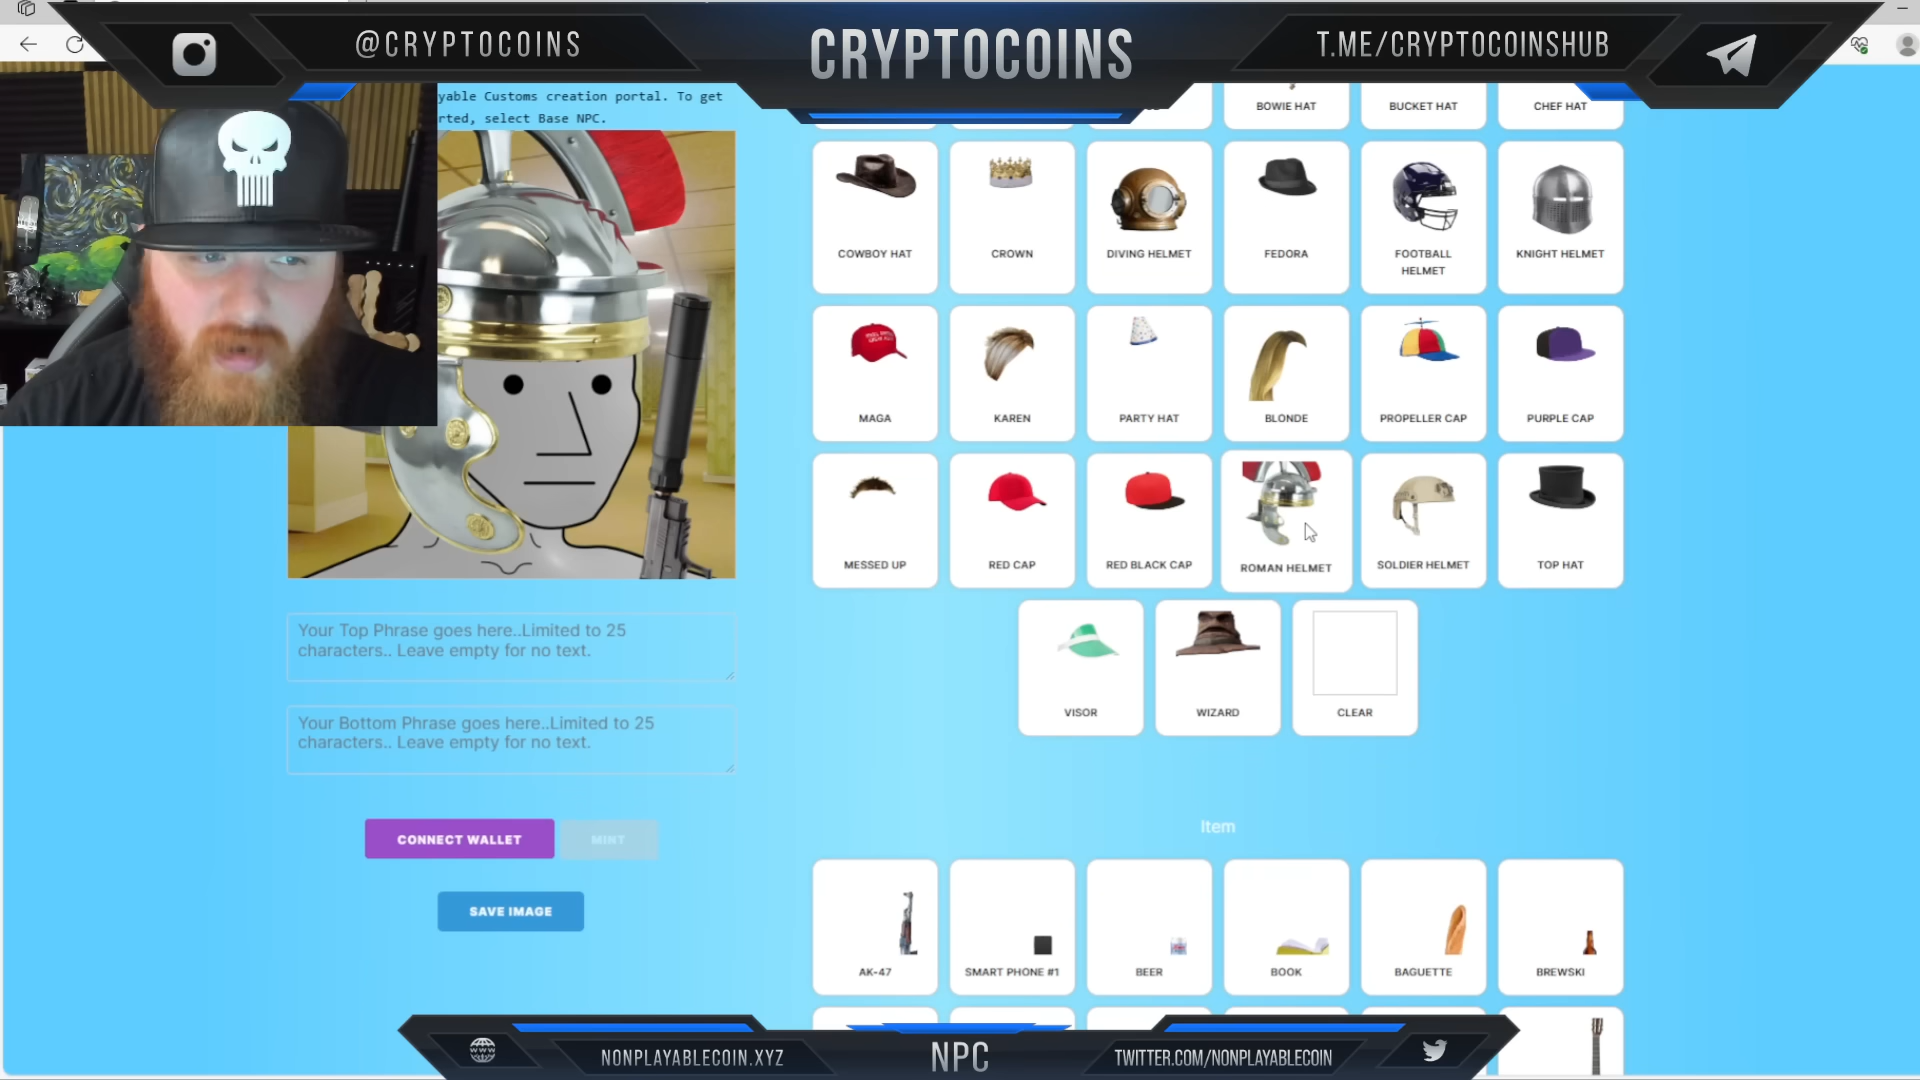 @CRYPTOCOINS
CRYPTOCOINS
T.ME/CRYPTOCOINSHUB
yable Customs creation portal. To get
rted, select Base NPC.
BOWIE HAT
BUCKET HAT
CHEF HAT
COWBOY HAT
CROWN
DIVING HELMET
FEDORA
FOOTBALL
HELMET
KNIGHT HELMET
MAGA
KAREN
PARTY HAT
BLONDE
PROPELLER CAP
PURPLE CAP
MESSED UP
RED CAP
RED BLACK CAP
ROMAN HELMET
SOLDIER HELMET
TOP HAT
Your Top Phrase goes here..Limited to 25
characters.. Leave empty for no text.
VISOR
WIZARD
CLEAR
Your Bottom Phrase goes here..Limited to 25
characters.. Leave empty for no text.
CONNECT WALLET
MINT
Item
SAVE IMAGE
AK-47
SMART PHONE #1
BEER
BOOK
BAGUETTE
BREWSKI
NONPLAYABLECOIN.XYZ
NPC
TWITTER.COM/NONPLAYABLECOIN